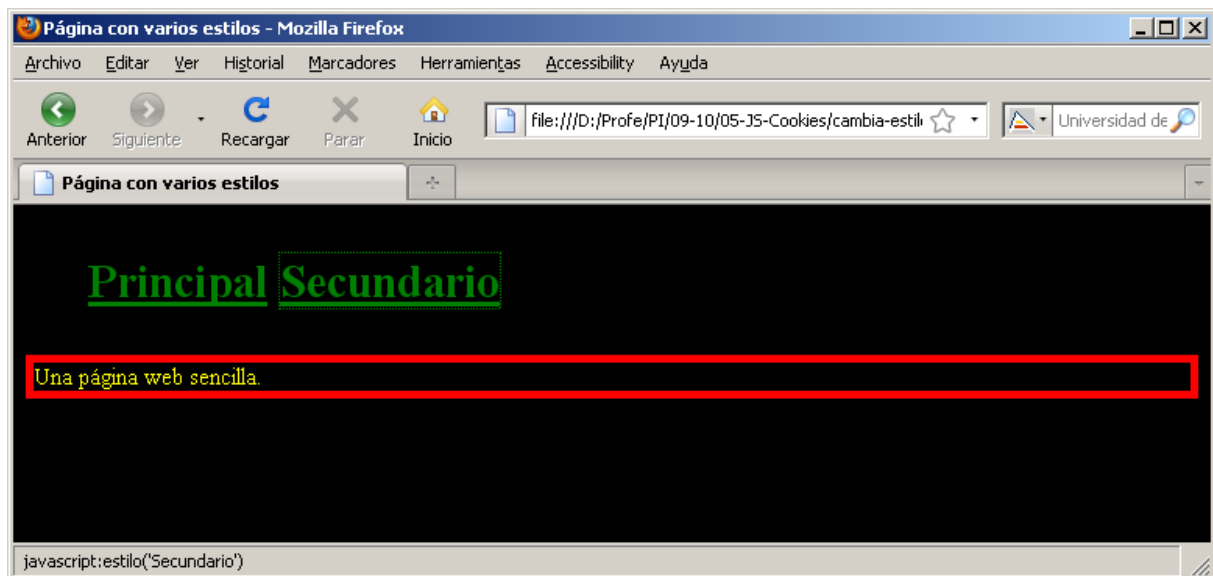 Página con varios estilos - Mozilla Firefox
Archivo Editar Ver Historial Marcadores Herramientas Accessibility Ayuda
Anterior Siguiente Recargar Parar Inicio file:///D:/Profe/PI/09-10/05-JS-Cookies/cambia-estil Universidad de
Página con varios estilos
Principal Secundario
Una página web sencilla.
javascript:estilo('Secundario')